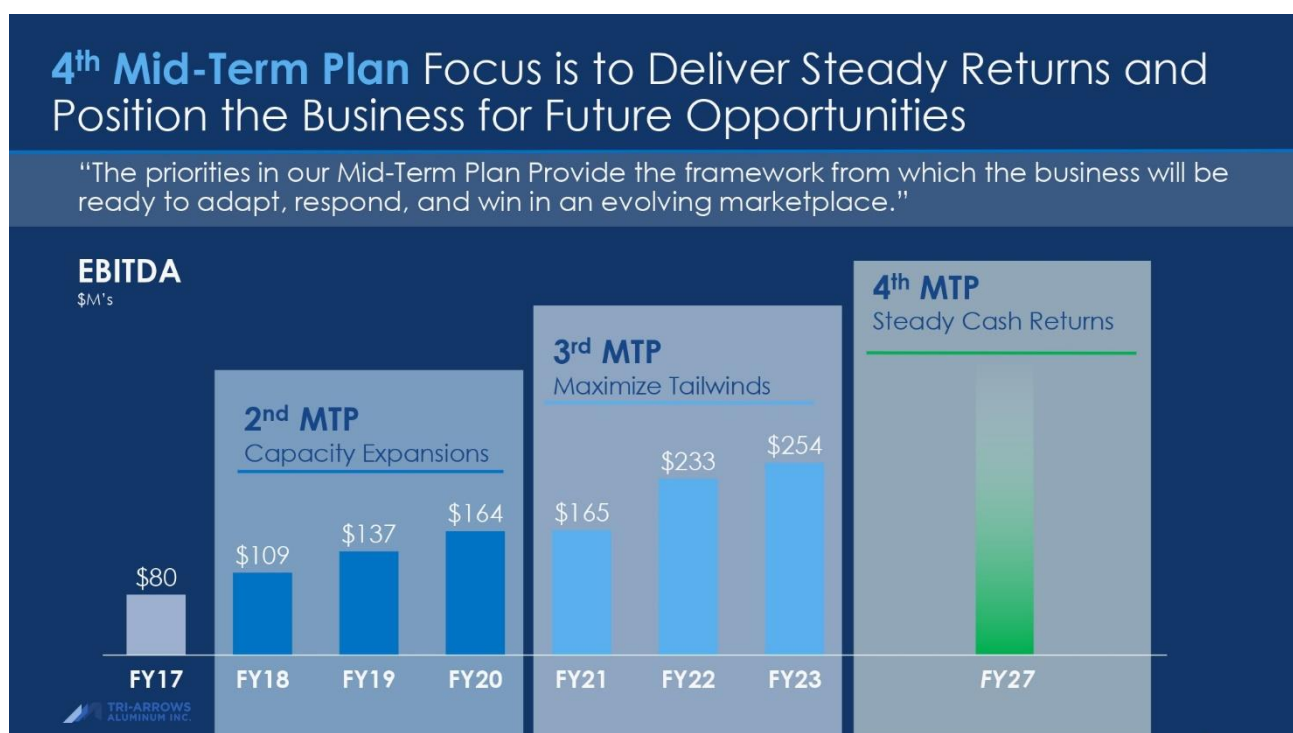 4th Mid-Term Plan Focus is to Deliver Steady Returns and
Position the Business for Future Opportunities
“The priorities in our Mid-Term Plan Provide the framework from which the business will be
ready to adapt, respond, and win in an evolving marketplace.”
EBITDA
$M's
4th MTP
Steady Cash Returns
3rd MTP
Maximize Tailwinds
2nd MTP
Capacity Expansions
$80
$109
$137
$164
$165
$233
$254
FY17
FY18
FY19
FY20
FY21
FY22
FY23
FY27
TRI-ARROWS
ALUMINUM INC.